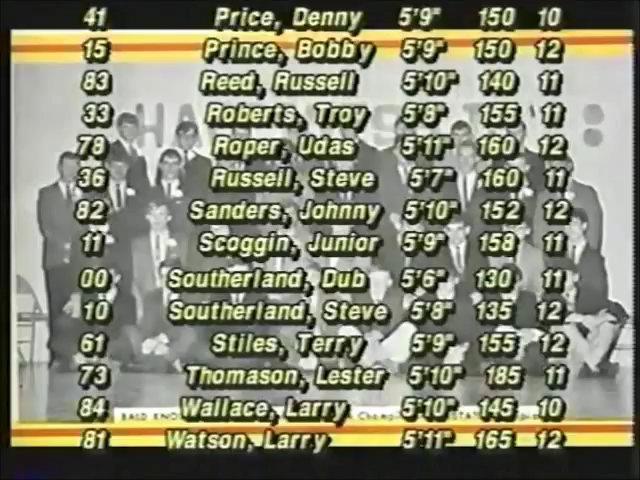 41 Price, Denny 5'9" 150 10
15 Prince, Bobby 5'9" 150 12
83 Reed, Russell 5'10" 140 11
33 Roberts, Troy 5'8" 155 11
78 Roper, Udas 5'11" 160 12
36 Russell, Steve 5'7" 160 11
82 Sanders, Johnny 5'10" 152 12
11 Scoggin, Junior 5'9" 158 11
00 Southerland, Dub 5'6" 130 11
10 Southerland, Steve 5'8" 135 12
61 Stiles, Terry 5'9" 155 12
73 Thomason, Lester 5'10" 185 11
84 Wallace, Larry 5'10" 145 10
BALD KNO
81 Watson, Larry 5'11" 165 12